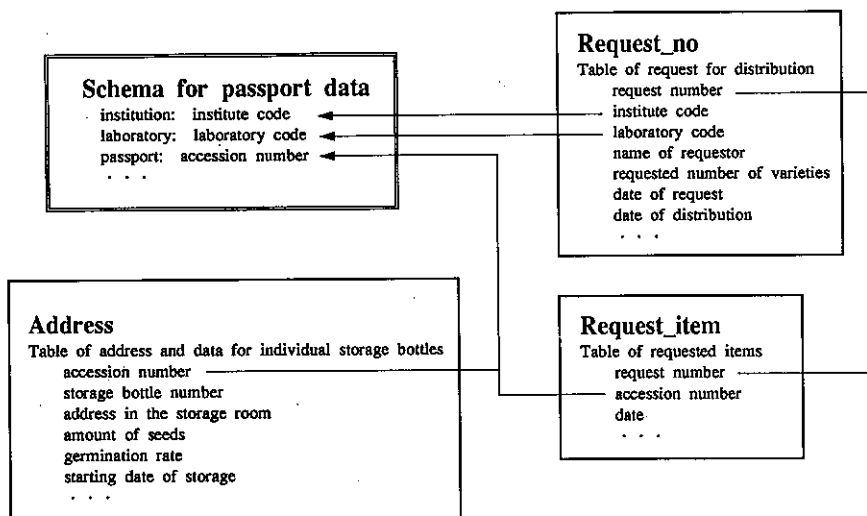 Schema for passport data
institution: institute code
laboratory: laboratory code
passport: accession number
. . .
Request_no
Table of request for distribution
request number
institute code
laboratory code
name of requestor
requested number of varieties
date of request
date of distribution
. . .
Address
Table of address and data for individual storage bottles
accession number
storage bottle number
address in the storage room
amount of seeds
germination rate
starting date of storage
. . .
Request_item
Table of requested items
request number
accession number
date
. . .